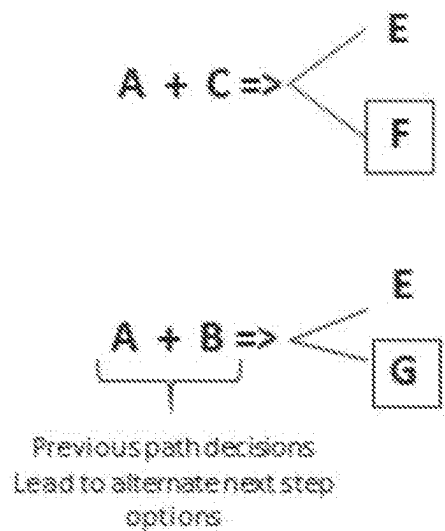 E
A + C =>
F
E
A + B =>
G
Previous path decisions
Lead to alternate next step
options